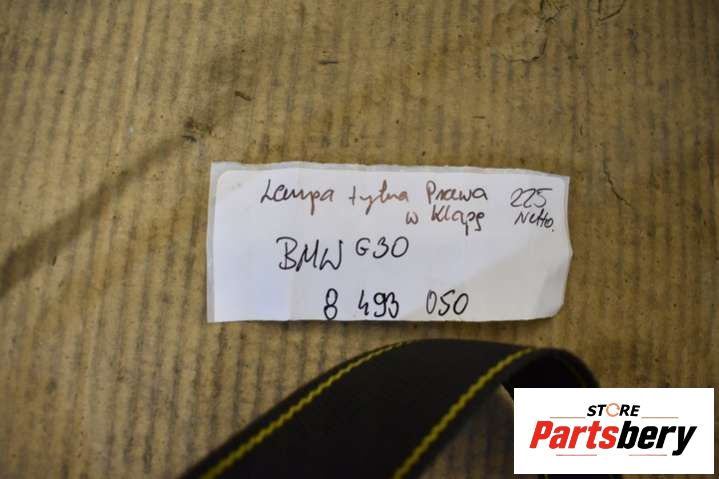 Lampa tylna Prawa 225
w Klapę Netto.
BMW G30
8 493 050
STORE
Partsbery